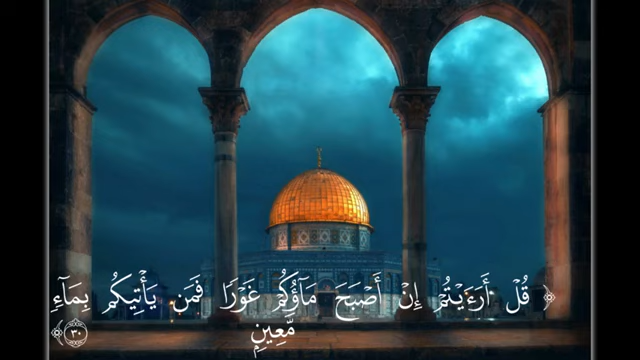 ﴿ قُلْ أَرَءَيْتُمْ إِنْ أَصْبَحَ مَآؤُكُمْ غَوْرًا فَمَن يَأْتِيكُم بِمَآءٍ
مَّعِينٍۭ ﴿٣٠﴾